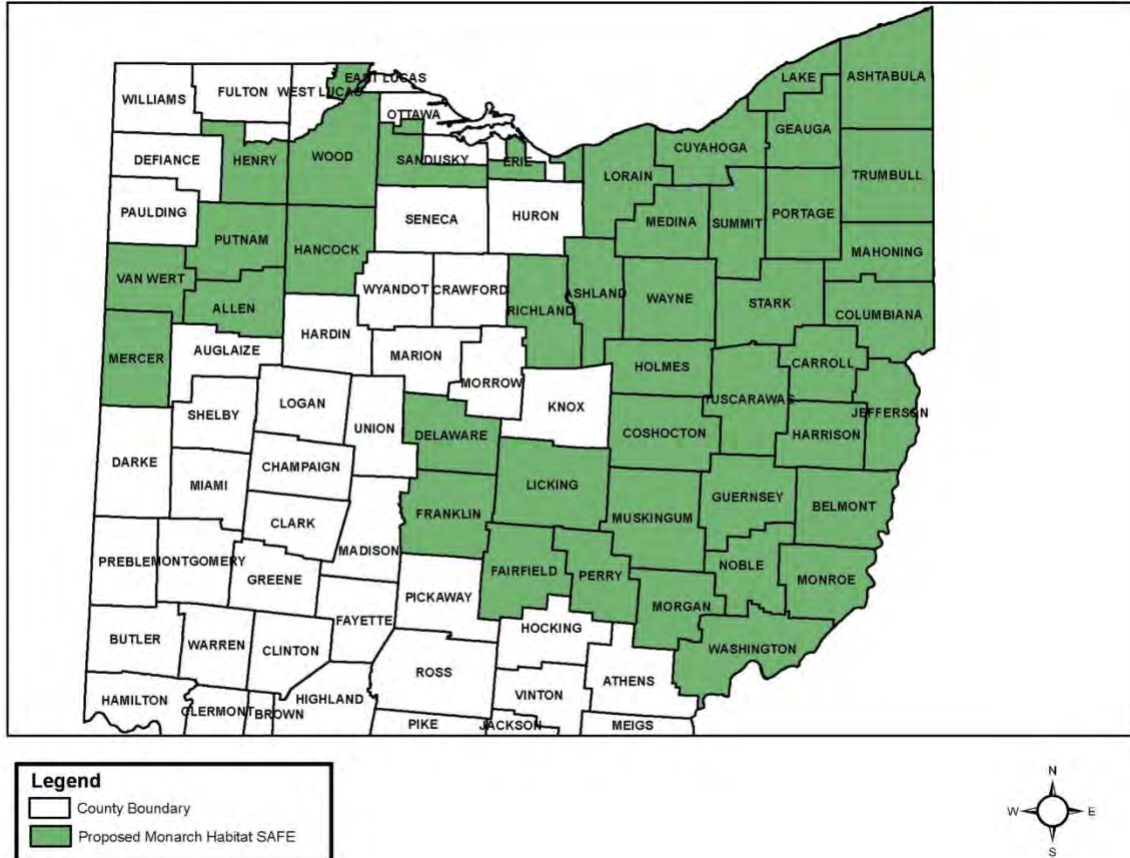 LAKE
ASHTABULA
EAST LUCAS
WEST LUCAS
FULTON
WILLIAMS
OTTAWA
GEAUGA
CUYAHOGA
DEFIANCE
HENRY
WOOD
SANDUSKY
ERIE
LORAIN
TRUMBULL
PAULDING
SENECA
HURON
MEDINA
SUMMIT
PORTAGE
PUTNAM
HANCOCK
MAHONING
VAN WERT
WYANDOT
CRAWFORD
ASHLAND
WAYNE
STARK
ALLEN
RICHLAND
COLUMBIANA
HARDIN
AUGLAIZE
MARION
MERCER
HOLMES
CARROLL
MORROW
LOGAN
KNOX
TUSCARAWAS
JEFFERSON
SHELBY
UNION
DELAWARE
COSHOCTON
HARRISON
DARKE
CHAMPAIGN
MIAMI
LICKING
GUERNSEY
BELMONT
FRANKLIN
MUSKINGUM
CLARK
MADISON
PREBLE
MONTGOMERY
NOBLE
FAIRFIELD
PERRY
GREENE
MONROE
PICKAWAY
MORGAN
FAYETTE
HOCKING
BUTLER
WARREN
CLINTON
WASHINGTON
ROSS
ATHENS
VINTON
HAMILTON
HIGHLAND
CLERMONT
BROWN
PIKE
JACKSON
MEIGS
Legend
County Boundary
Proposed Monarch Habitat SAFE
N
W
E
S